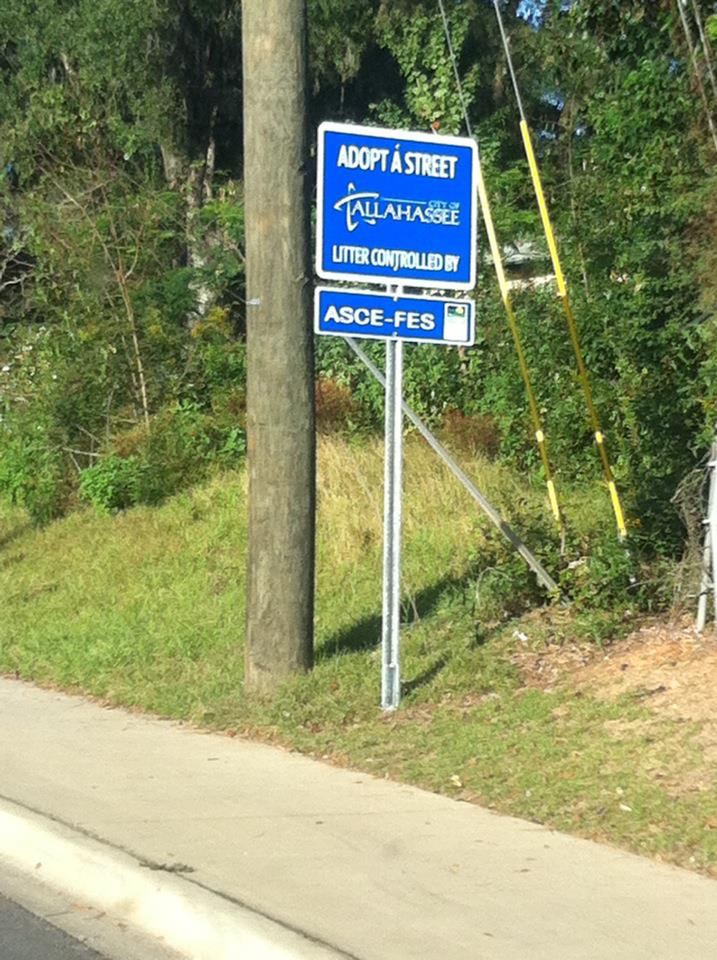 ADOPT A STREET
CITY OF
TALLAHASSEE
LITTER CONTROLLED BY
ASCE-FES